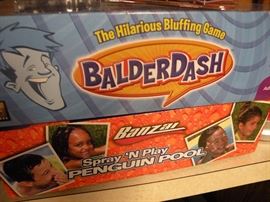 The Hilarious Bluffing Game
BALDERDASH
Banzai
Spray 'N Play
PENGUIN POOL